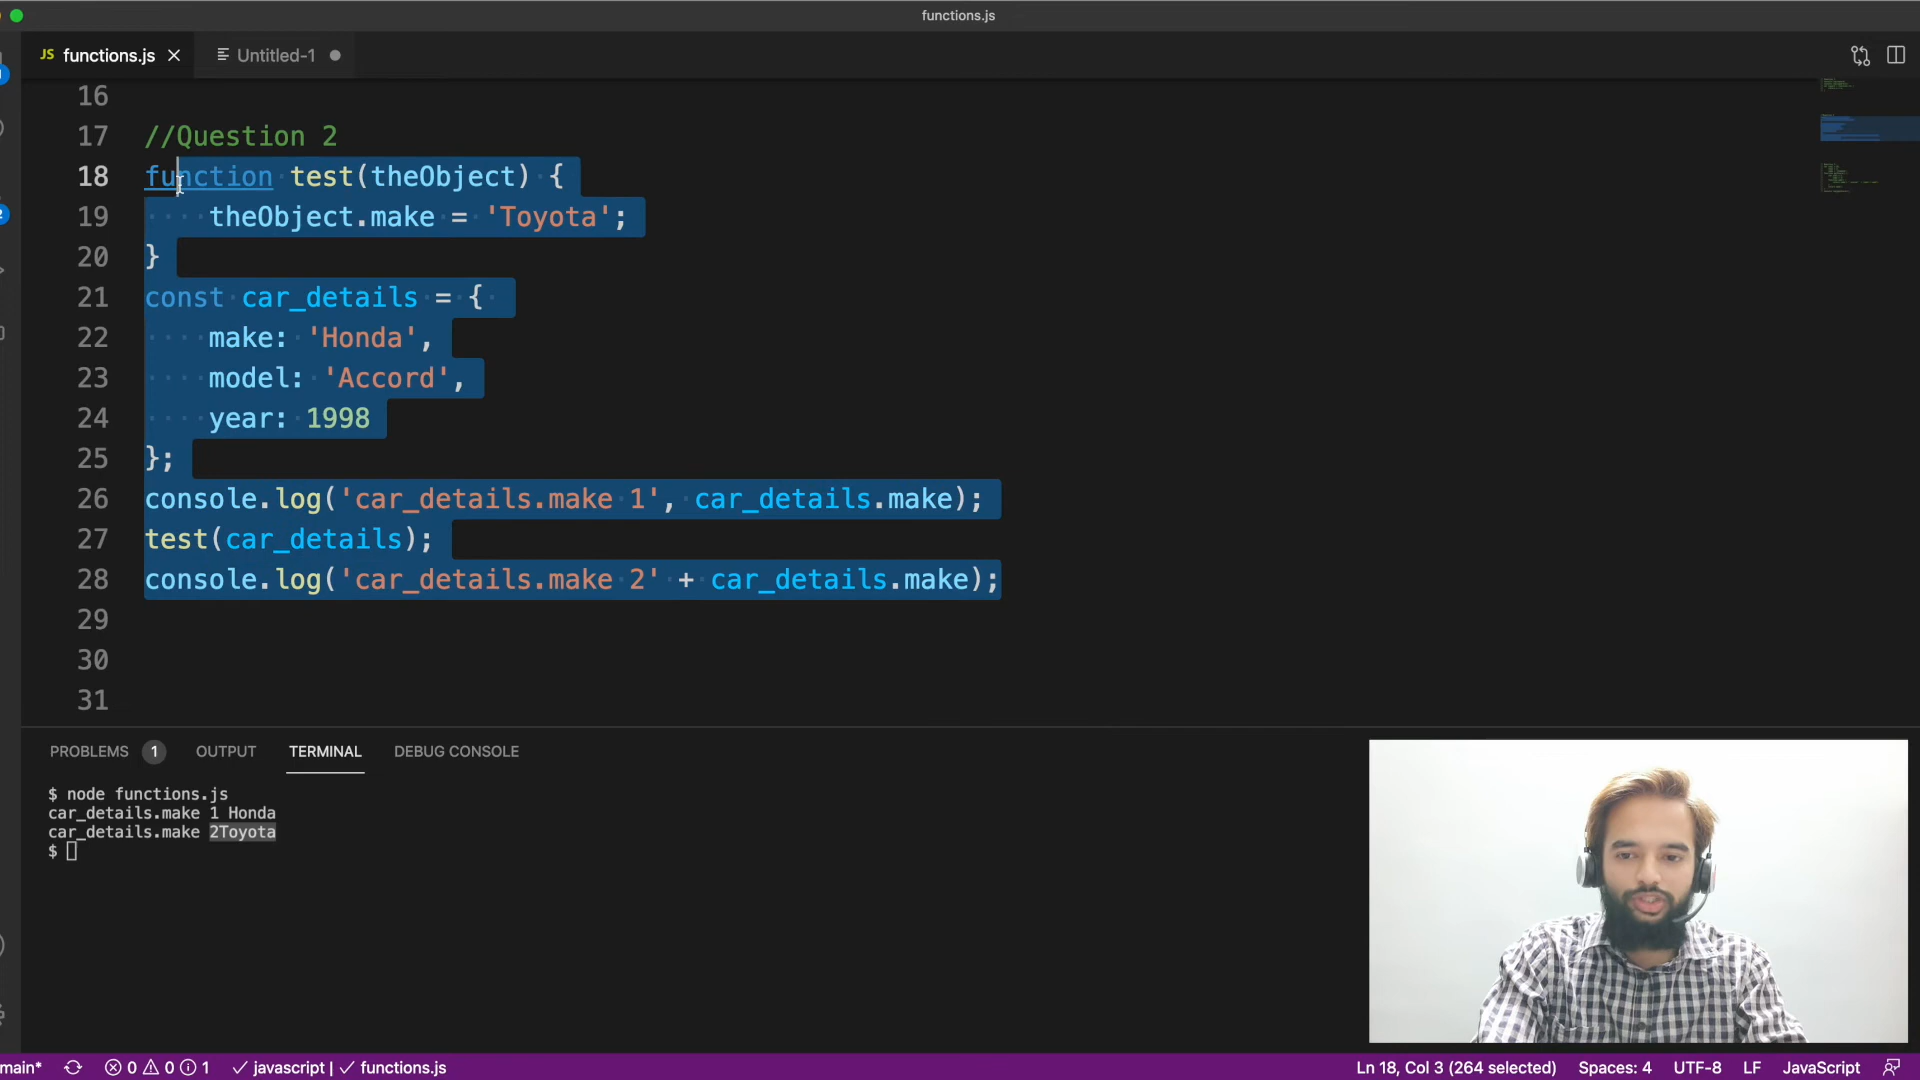 functions.js
JS functions.js
Untitled-1
16
17 //Question 2
18 function test(theObject) {
19 theObject.make = 'Toyota';
20 }
21 const car_details = {
22 make: 'Honda',
23 model: 'Accord',
24 year: 1998
25 };
26 console.log('car_details.make 1', car_details.make);
27 test(car_details);
28 console.log('car_details.make 2' + car_details.make);
29
30
31
PROBLEMS 1 OUTPUT TERMINAL DEBUG CONSOLE
$ node functions.js
car_details.make 1 Honda
car_details.make 2Toyota
$
main* 0 0 1 javascript | functions.js Ln 18, Col 3 (264 selected) Spaces: 4 UTF-8 LF JavaScript